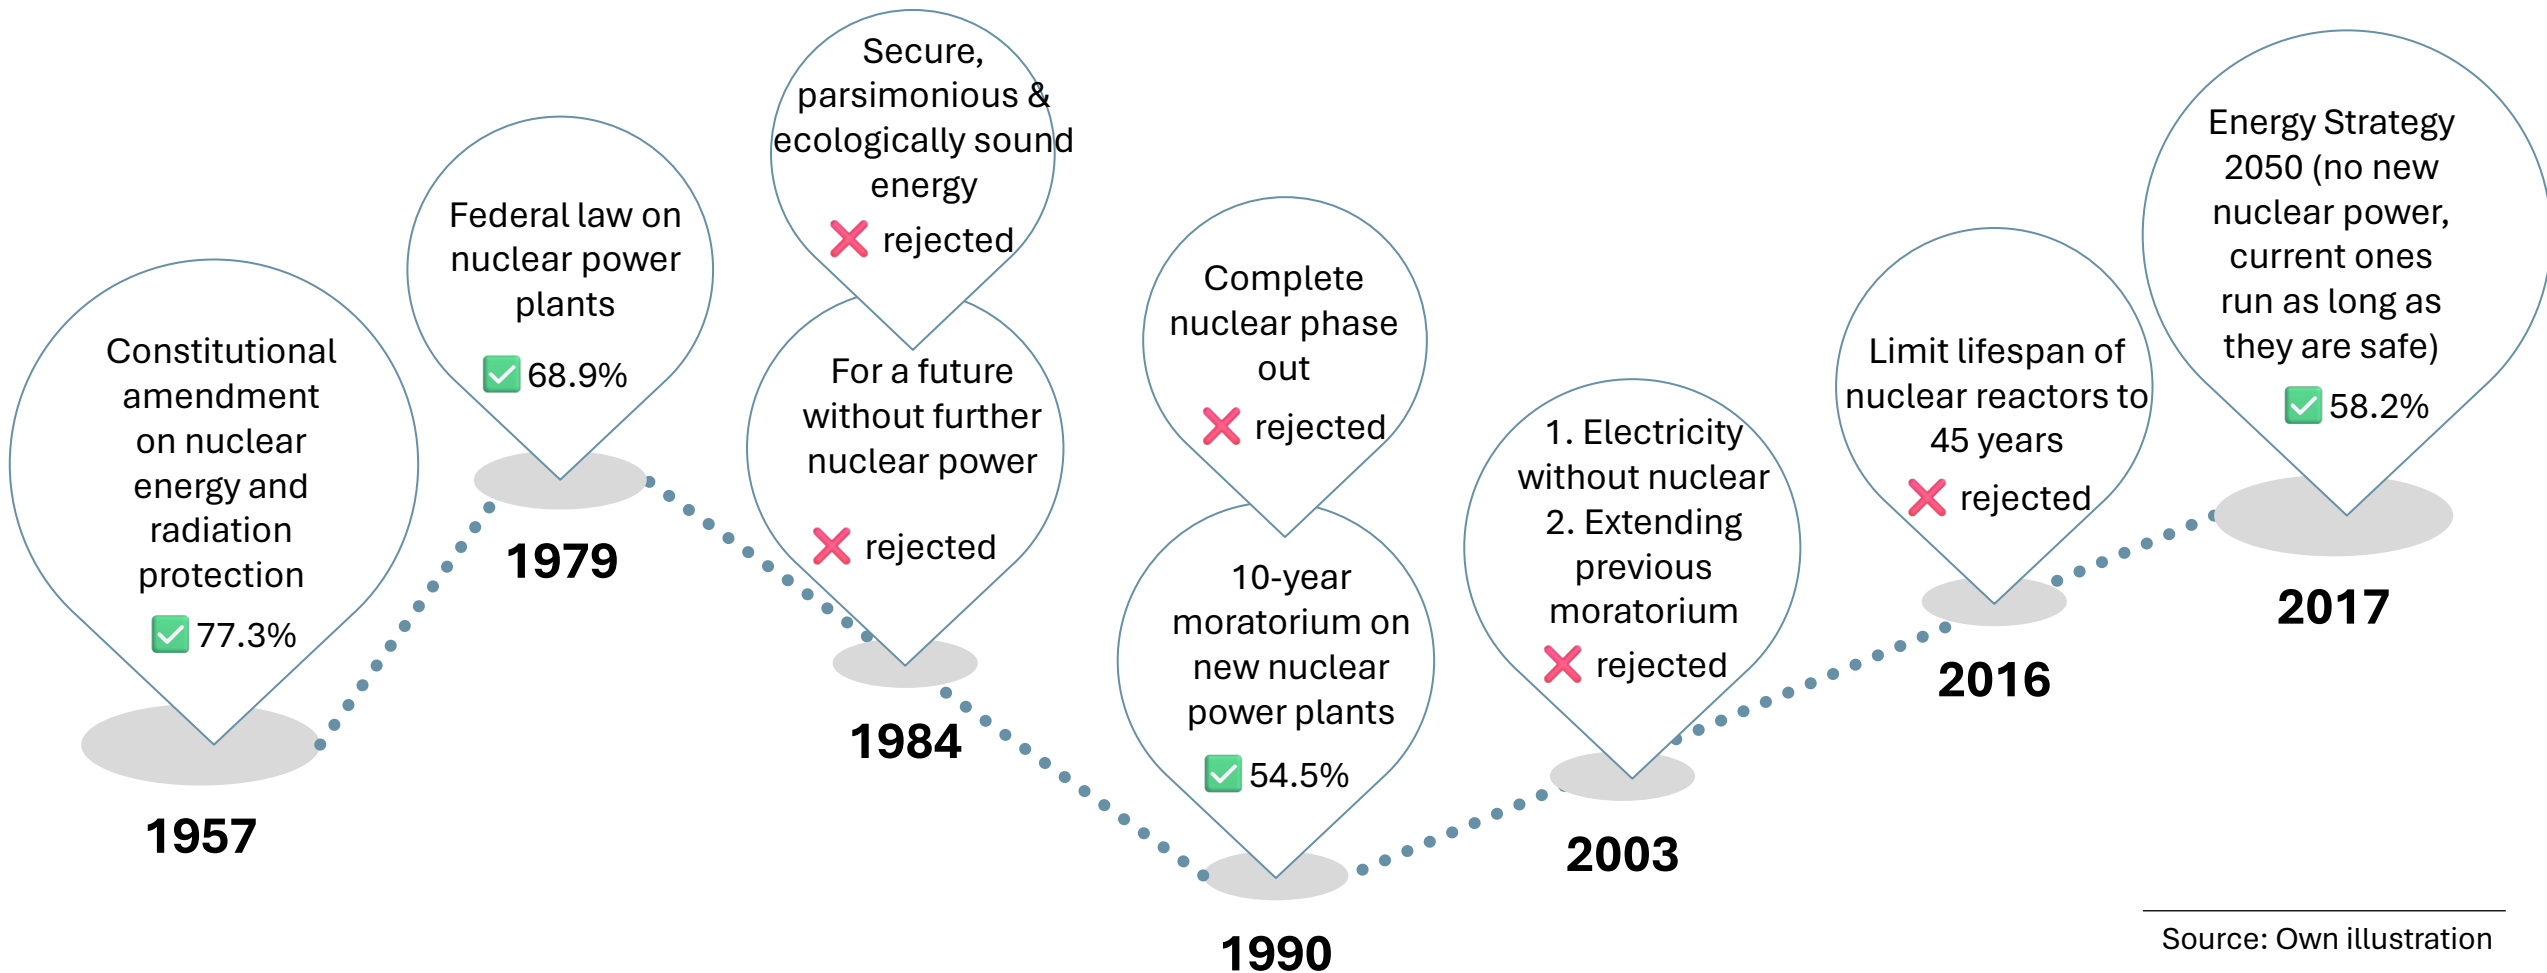 Constitutional
amendment
on nuclear
energy and
radiation
protection
✅ 77.3%
1957
Federal law on
nuclear power
plants
✅ 68.9%
1979
Secure,
parsimonious &
ecologically sound
energy
❌ rejected
For a future
without further
nuclear power
❌ rejected
1984
Complete
nuclear phase
out
❌ rejected
10-year
moratorium on
new nuclear
power plants
✅ 54.5%
1990
1. Electricity
without nuclear
2. Extending
previous
moratorium
❌ rejected
2003
Limit lifespan of
nuclear reactors to
45 years
❌ rejected
2016
Energy Strategy
2050 (no new
nuclear power,
current ones
run as long as
they are safe)
✅ 58.2%
2017
Source: Own illustration